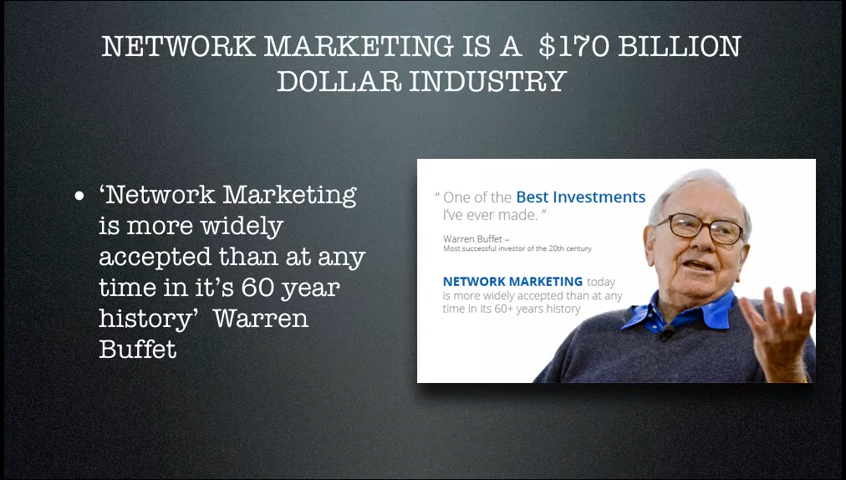 NETWORK MARKETING IS A $170 BILLION
DOLLAR INDUSTRY
• ‘Network Marketing
is more widely
accepted than at any
time in it’s 60 year
history’ Warren
Buffet
“ One of the Best Investments
I’ve ever made. ”
Warren Buffet –
Most successful investor of the 20th century
NETWORK MARKETING today
is more widely accepted than at any
time in its 60+ years history